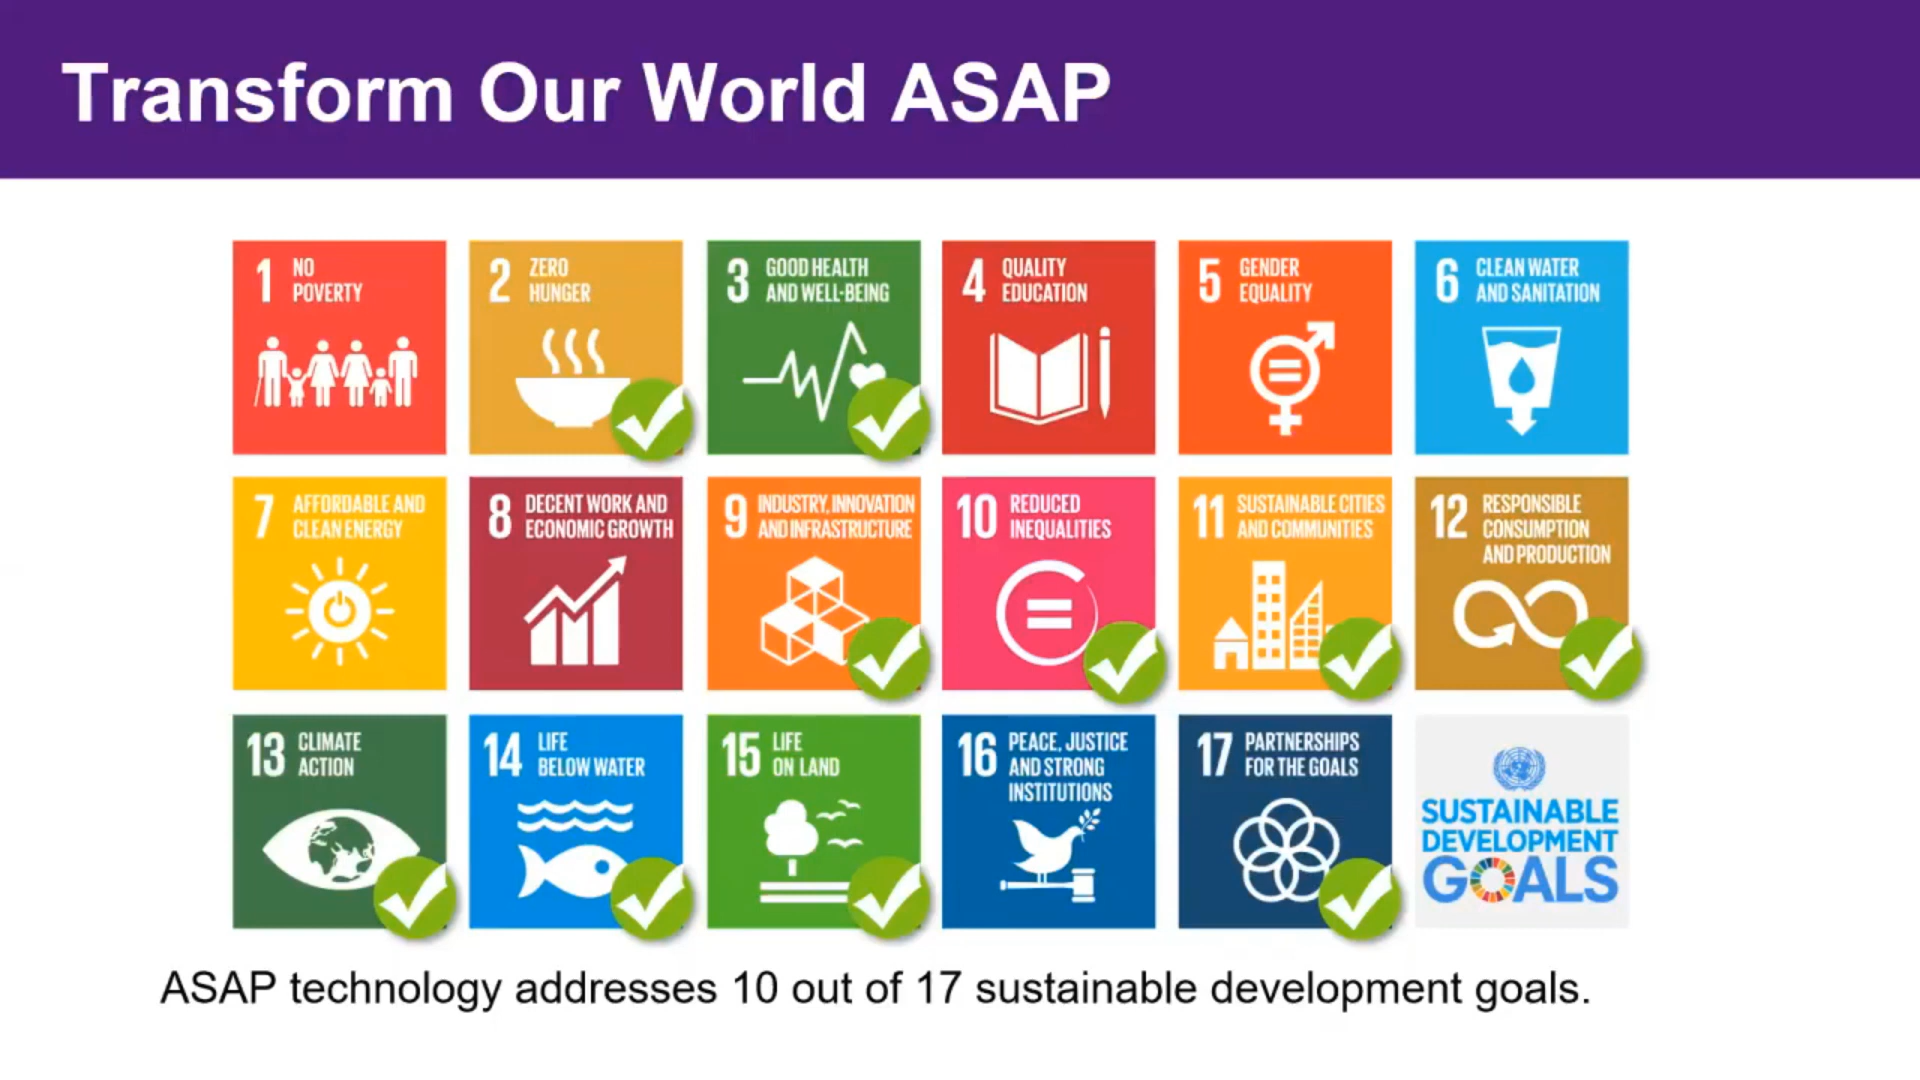 Transform Our World ASAP
1 NO
POVERTY
2 ZERO
HUNGER
3 GOOD HEALTH
AND WELL-BEING
4 QUALITY
EDUCATION
5 GENDER
EQUALITY
6 CLEAN WATER
AND SANITATION
7 AFFORDABLE AND
CLEAN ENERGY
8 DECENT WORK AND
ECONOMIC GROWTH
9 INDUSTRY, INNOVATION
AND INFRASTRUCTURE
10 REDUCED
INEQUALITIES
11 SUSTAINABLE CITIES
AND COMMUNITIES
12 RESPONSIBLE
CONSUMPTION
AND PRODUCTION
13 CLIMATE
ACTION
14 LIFE
BELOW WATER
15 LIFE
ON LAND
16 PEACE, JUSTICE
AND STRONG
INSTITUTIONS
17 PARTNERSHIPS
FOR THE GOALS
SUSTAINABLE
DEVELOPMENT
GOALS
ASAP technology addresses 10 out of 17 sustainable development goals.